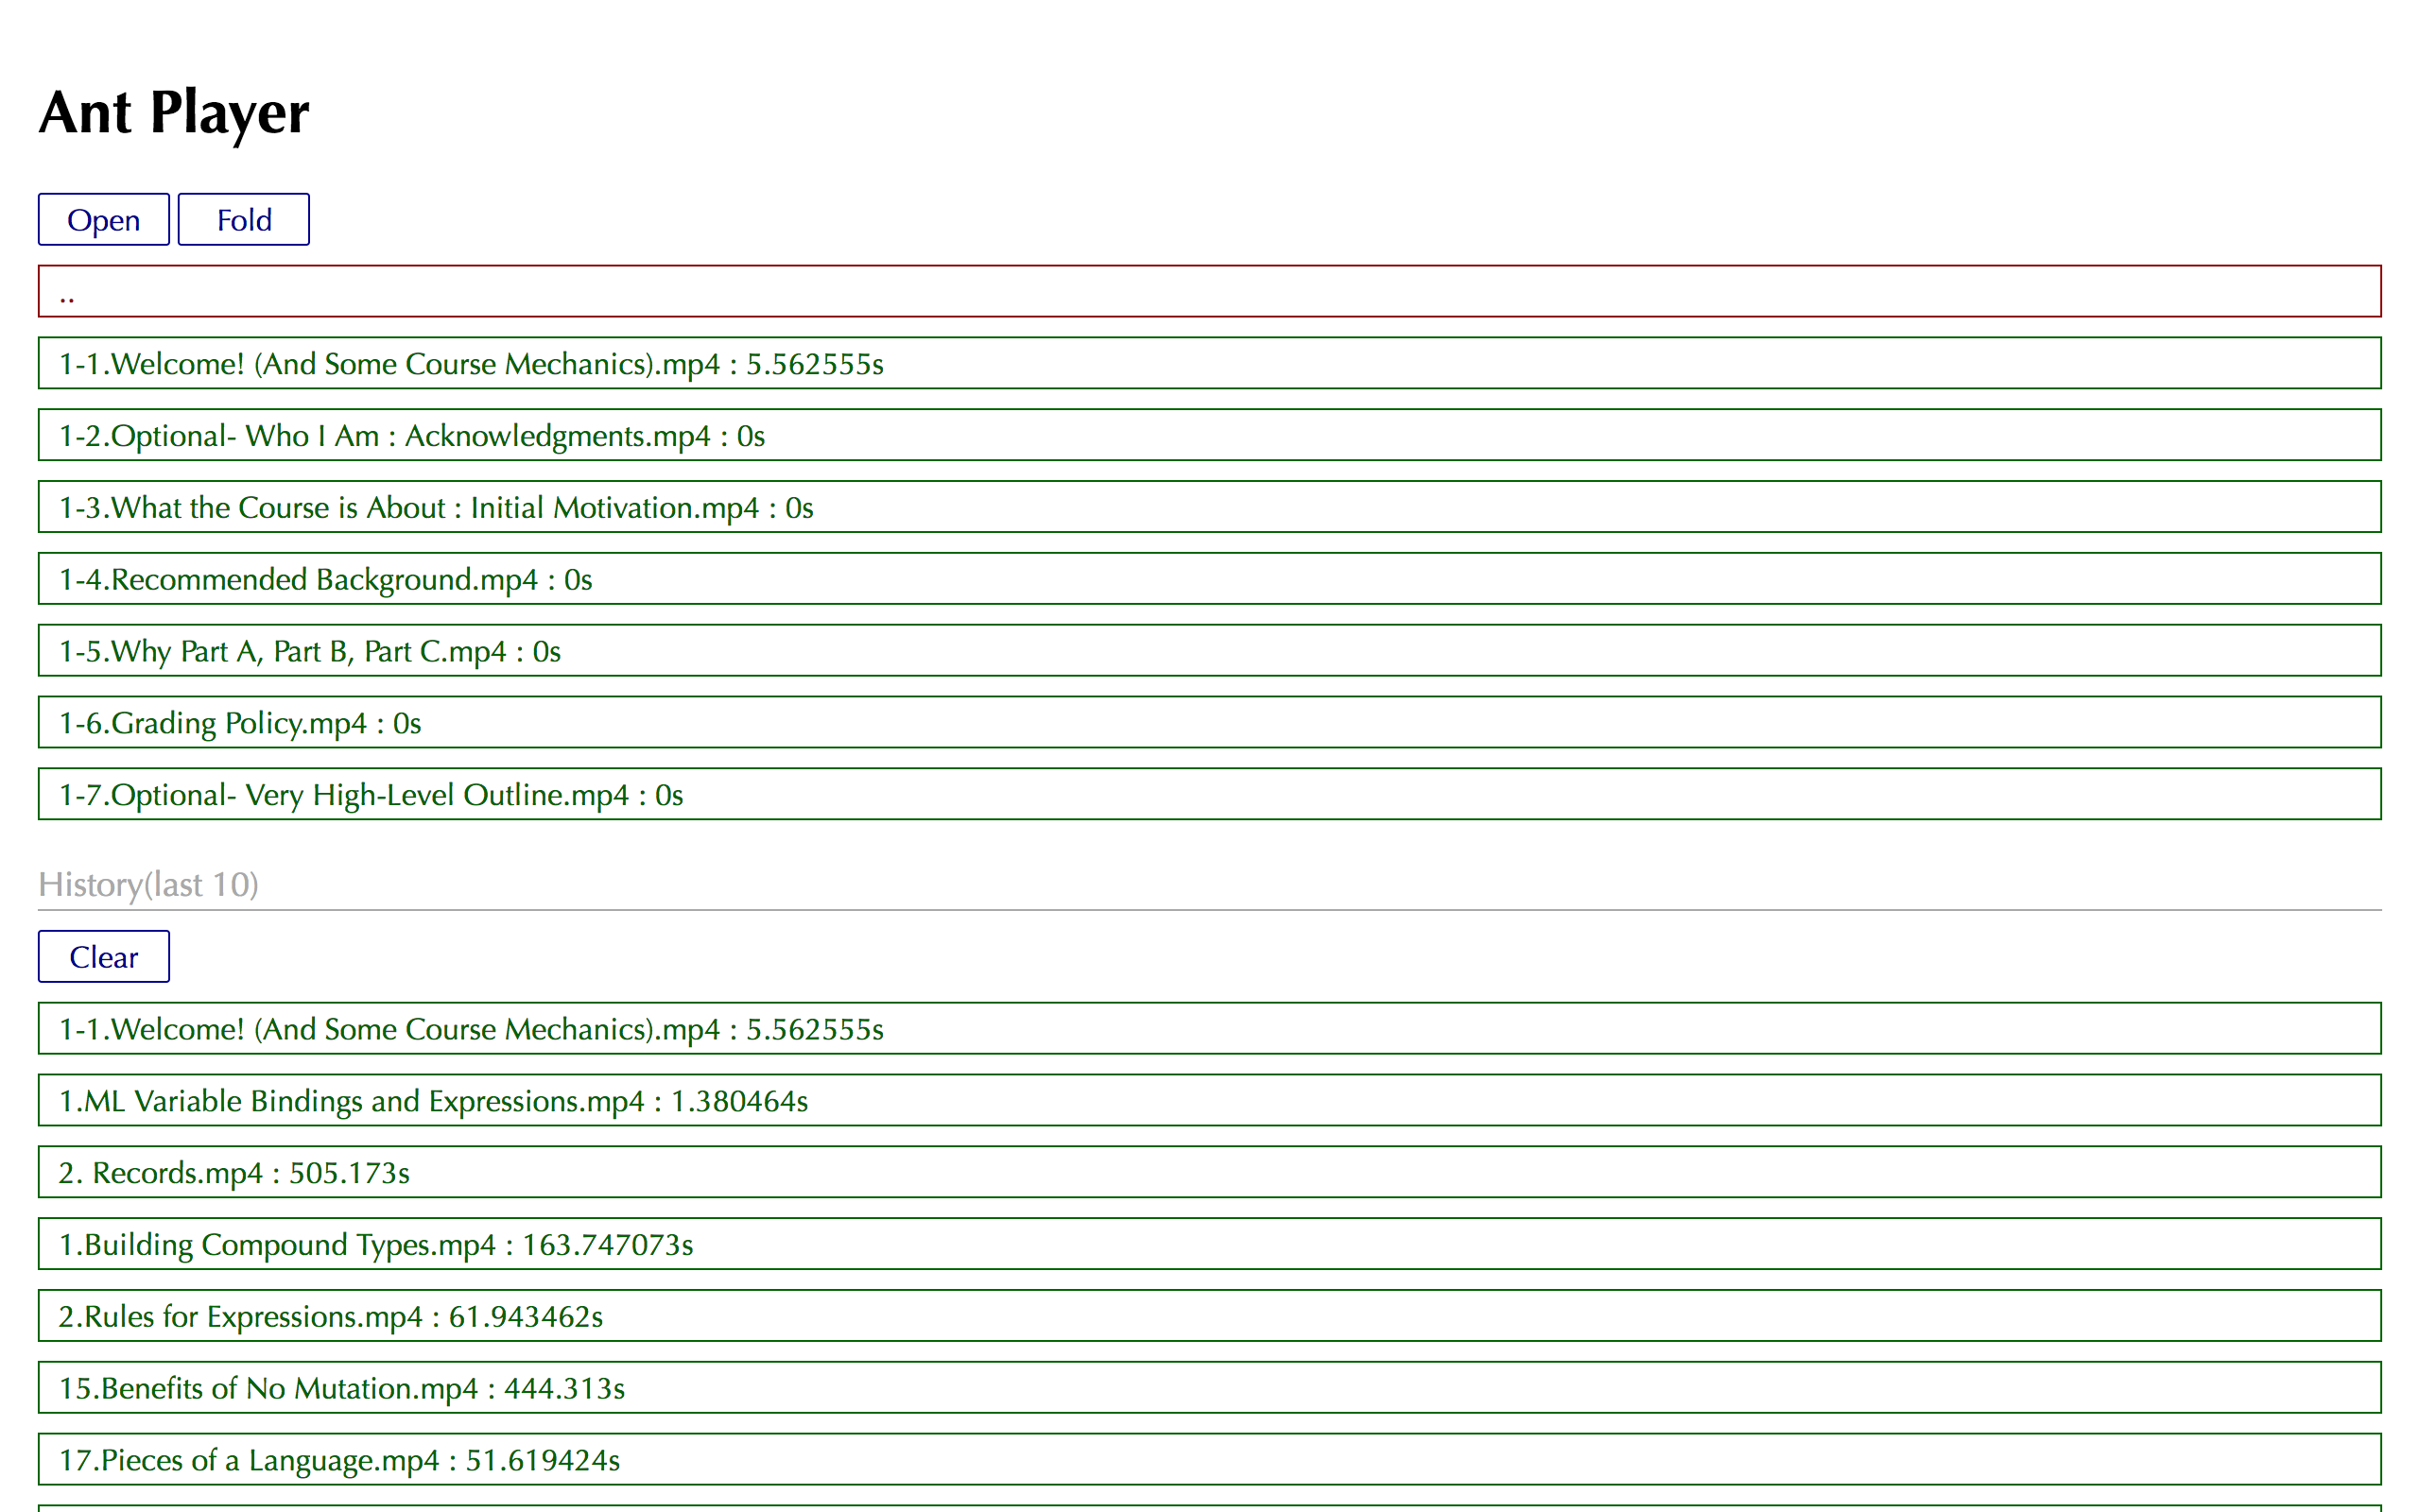 Ant Player
Open Fold
..
1-1.Welcome! (And Some Course Mechanics).mp4 : 5.562555s
1-2.Optional- Who I Am : Acknowledgments.mp4 : 0s
1-3.What the Course is About : Initial Motivation.mp4 : 0s
1-4.Recommended Background.mp4 : 0s
1-5.Why Part A, Part B, Part C.mp4 : 0s
1-6.Grading Policy.mp4 : 0s
1-7.Optional- Very High-Level Outline.mp4 : 0s
History(last 10)
Clear
1-1.Welcome! (And Some Course Mechanics).mp4 : 5.562555s
1.ML Variable Bindings and Expressions.mp4 : 1.380464s
2. Records.mp4 : 505.173s
1.Building Compound Types.mp4 : 163.747073s
2.Rules for Expressions.mp4 : 61.943462s
15.Benefits of No Mutation.mp4 : 444.313s
17.Pieces of a Language.mp4 : 51.619424s